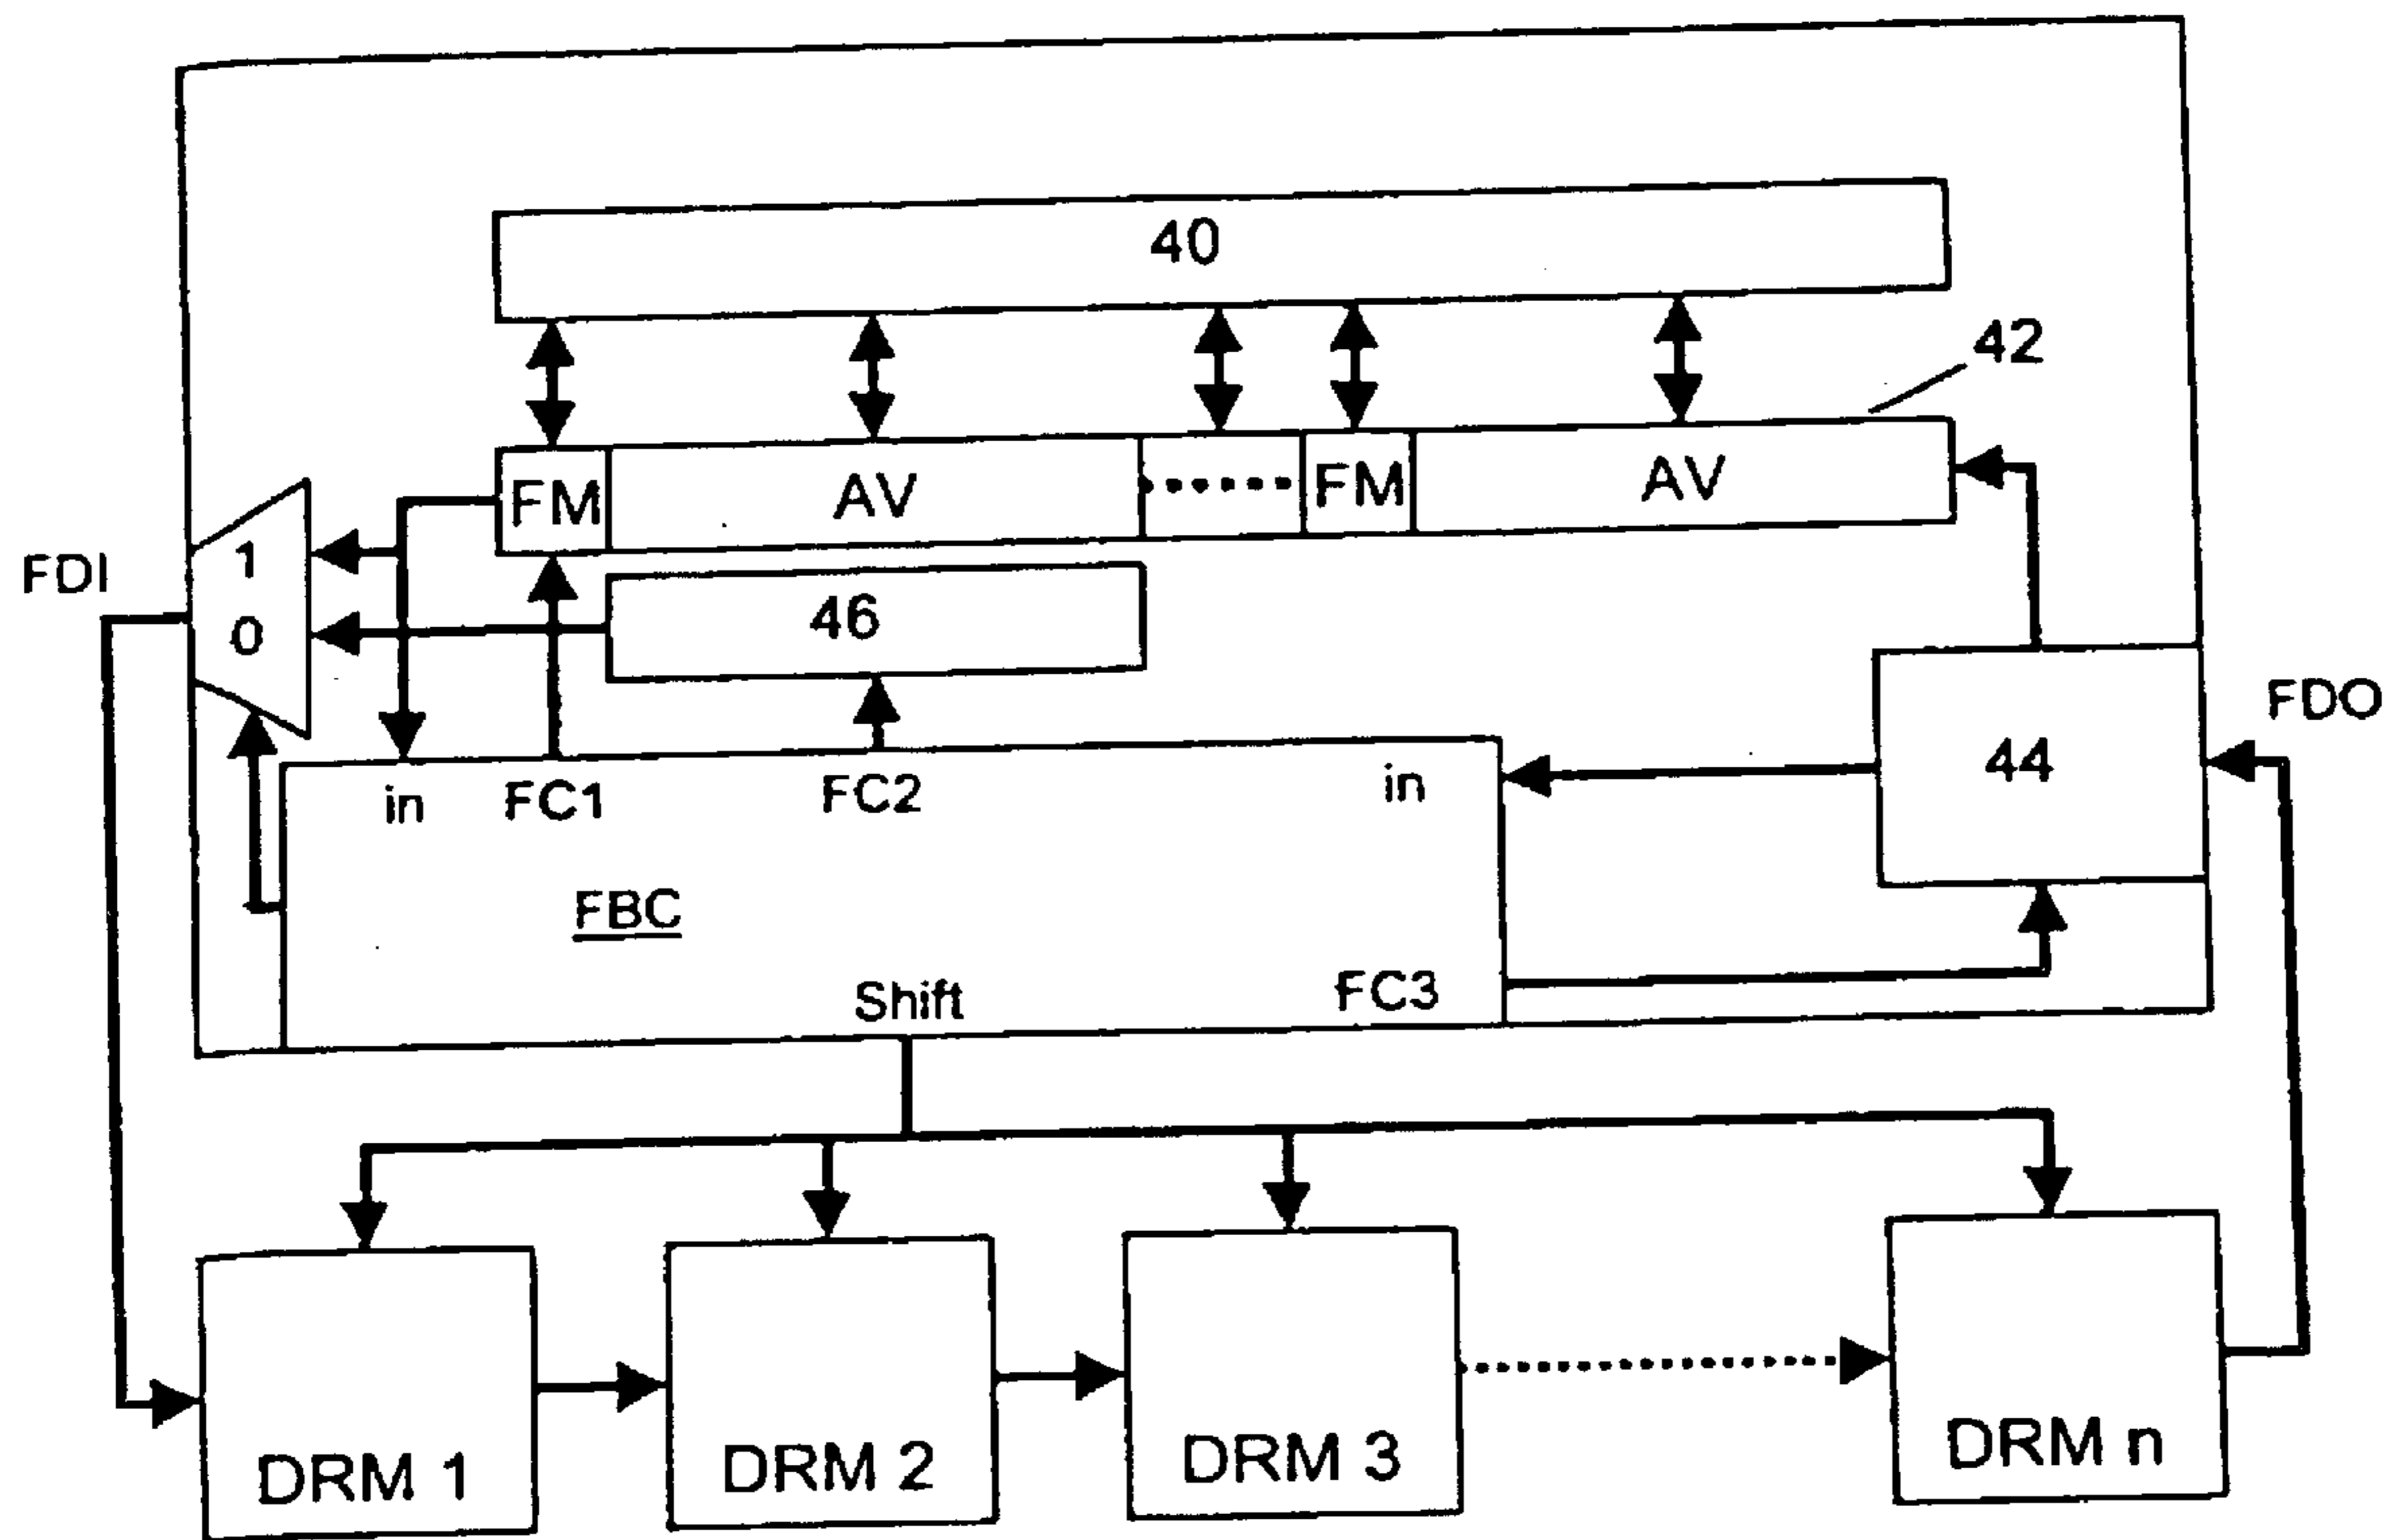 40
42
FM AV FM AV
FDI
1
0
46
FDO
44
in FC1 FC2 in
FBC
Shift FC3
DRM 1 DRM 2 DRM 3 DRM n